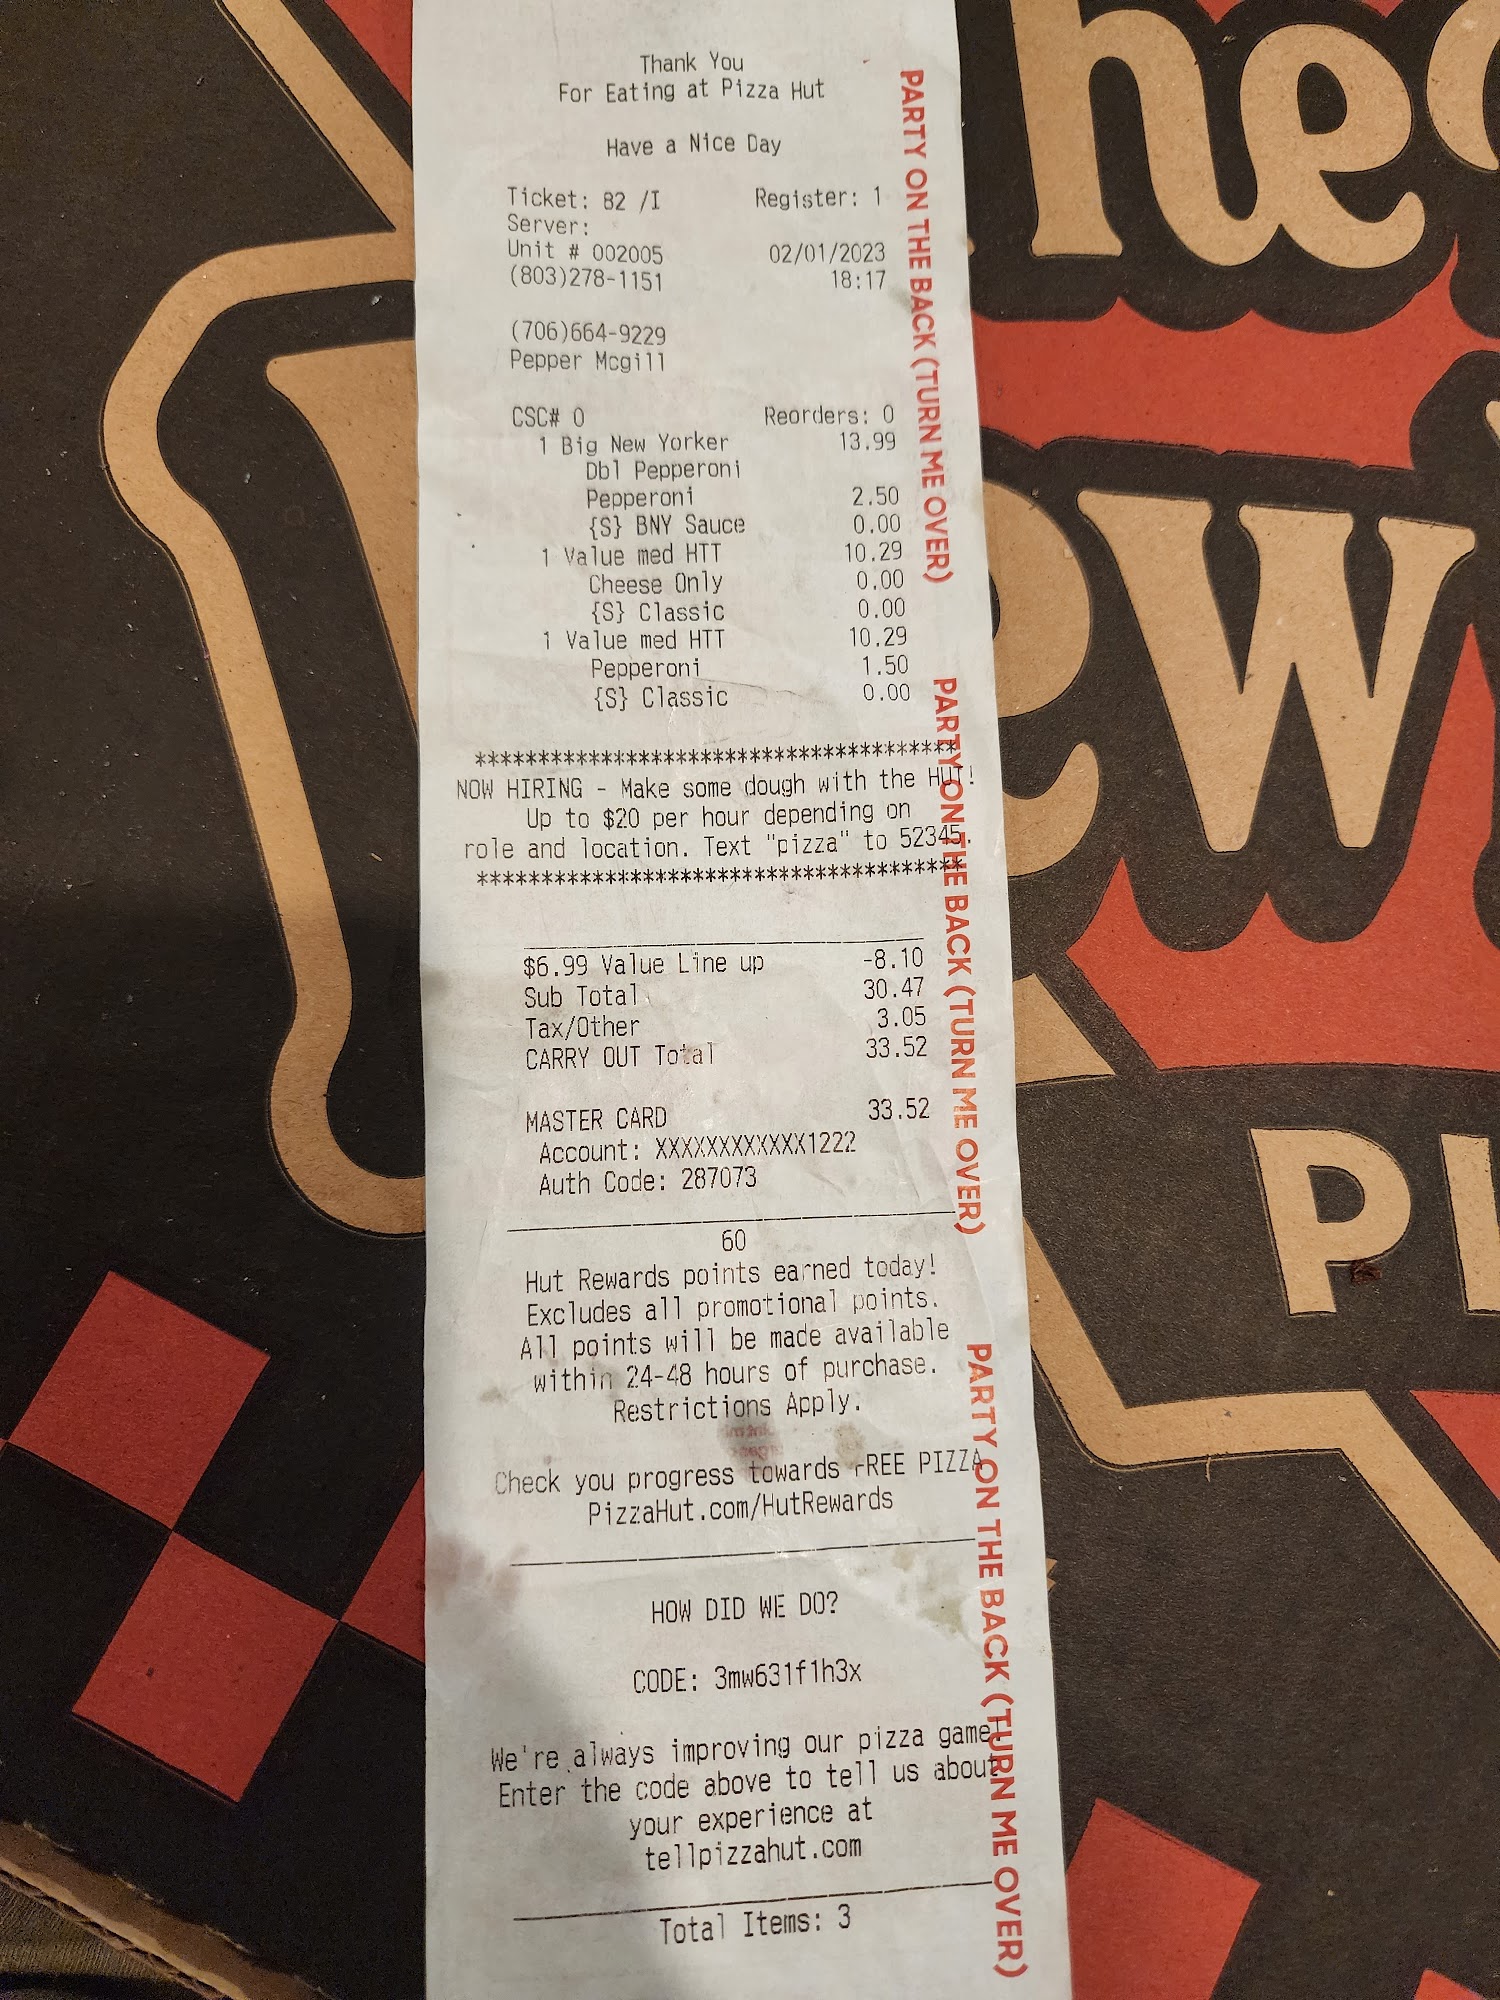 Thank You
For Eating at Pizza Hut
Have a Nice Day
Ticket: 82 /I Register: 1
Server:
Unit # 002005 02/01/2023
(803)278-1151 18:17
(706)664-9229
Pepper Mcgill
CSC# 0 Reorders: 0
1 Big New Yorker 13.99
Dbl Pepperoni
Pepperoni 2.50
{S} BNY Sauce 0.00
1 Value med HTT 10.29
Cheese Only 0.00
{S} Classic 0.00
1 Value med HTT 10.29
Pepperoni 1.50
{S} Classic 0.00
***************************************
NOW HIRING - Make some dough with the HUT!
Up to $20 per hour depending on
role and location. Text "pizza" to 52345.
***************************************
$6.99 Value Line up -8.10
Sub Total 30.47
Tax/Other 3.05
CARRY OUT Total 33.52
MASTER CARD 33.52
Account: XXXXXXXXXXXX1222
Auth Code: 287073
60
Hut Rewards points earned today!
Excludes all promotional points.
All points will be made available
within 24-48 hours of purchase.
Restrictions Apply.
Check you progress towards FREE PIZZA
PizzaHut.com/HutRewards
HOW DID WE DO?
CODE: 3mw631f1h3x
We're always improving our pizza game!
Enter the code above to tell us about
your experience at
tellpizzahut.com
Total Items: 3
PARTY ON THE BACK (TURN ME OVER)
PARTY ON THE BACK (TURN ME OVER)
PARTY ON THE BACK (TURN ME OVER)
he
ew
PI